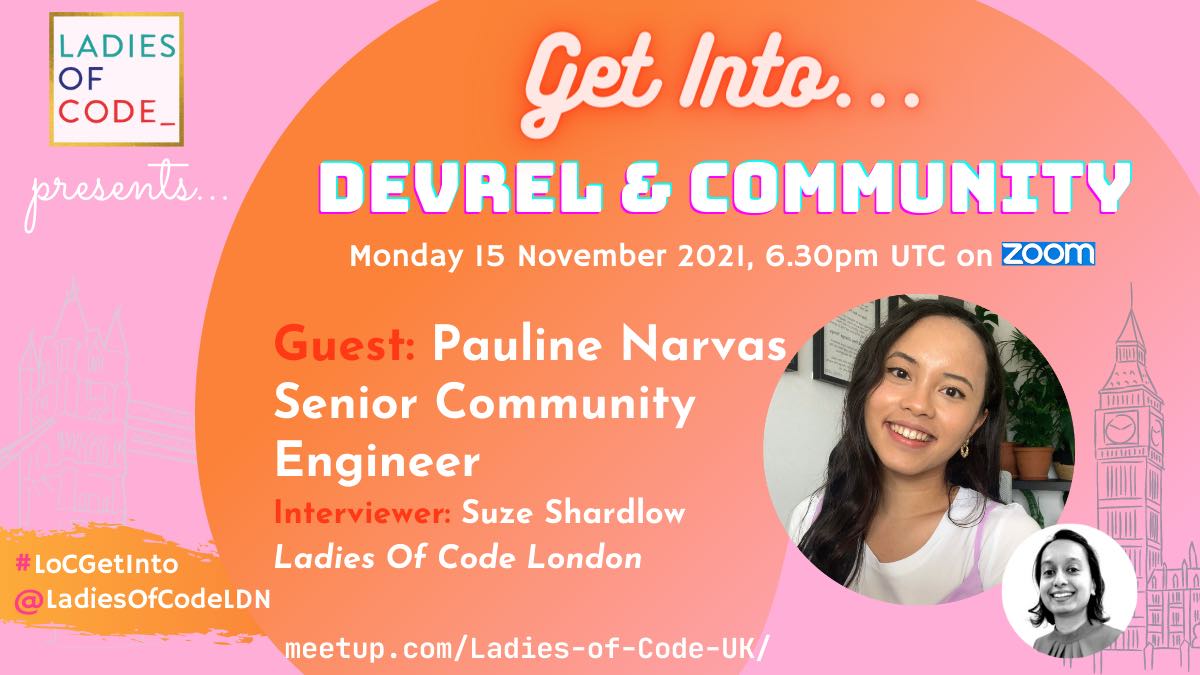 LADIES
OF
CODE_
presents...
Get Into...
DEVREL & COMMUNITY
Monday 15 November 2021, 6.30pm UTC on zoom
Guest: Pauline Narvas
Senior Community
Engineer
Interviewer: Suze Shardlow
Ladies Of Code London
#LoCGetInto
@LadiesOfCodeLDN
meetup.com/Ladies-of-Code-UK/